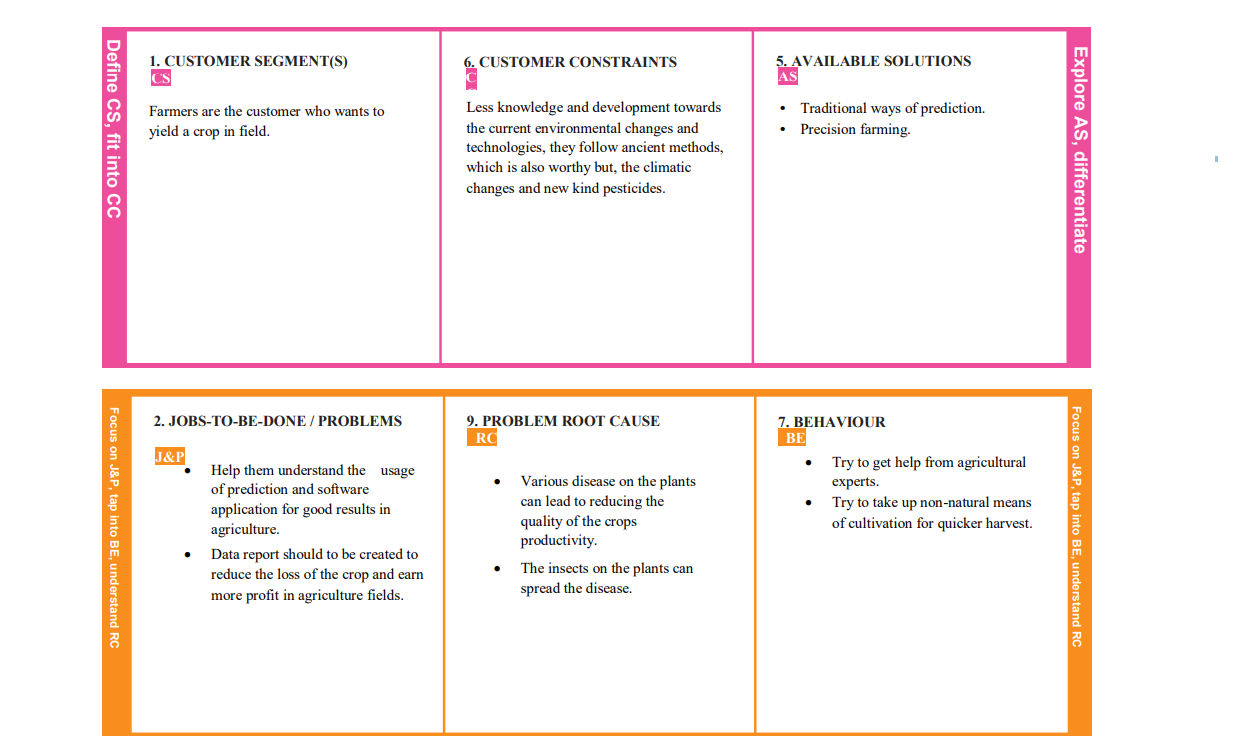 Define CS, fit into CC
1. CUSTOMER SEGMENT(S)
CS
Farmers are the customer who wants to
yield a crop in field.
6. CUSTOMER CONSTRAINTS
C
Less knowledge and development towards
the current environmental changes and
technologies, they follow ancient methods,
which is also worthy but, the climatic
changes and new kind pesticides.
5. AVAILABLE SOLUTIONS
AS
• Traditional ways of prediction.
• Precision farming.
Explore AS, differentiate
Focus on J&P, tap into BE, understand RC
2. JOBS-TO-BE-DONE / PROBLEMS
J&P
• Help them understand the usage
of prediction and software
application for good results in
agriculture.
• Data report should to be created to
reduce the loss of the crop and earn
more profit in agriculture fields.
9. PROBLEM ROOT CAUSE
RC
• Various disease on the plants
can lead to reducing the
quality of the crops
productivity.
• The insects on the plants can
spread the disease.
7. BEHAVIOUR
BE
• Try to get help from agricultural
experts.
• Try to take up non-natural means
of cultivation for quicker harvest.
Focus on J&P, tap into BE, understand RC